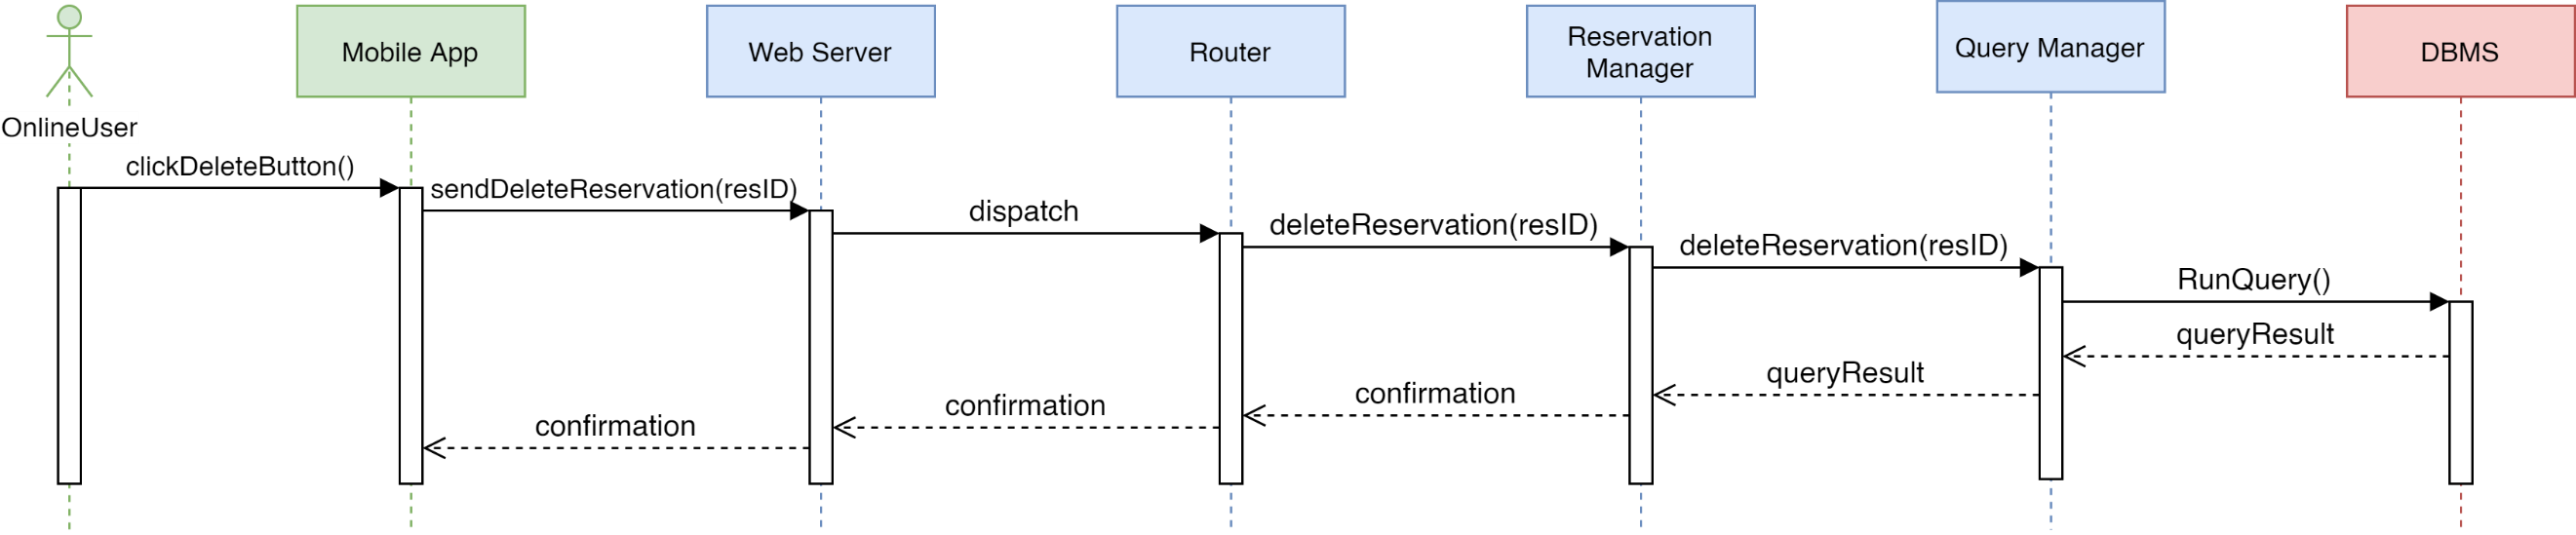 OnlineUser
Mobile App
Web Server
Router
Reservation
Manager
Query Manager
DBMS
clickDeleteButton()
sendDeleteReservation(resID)
dispatch
deleteReservation(resID)
deleteReservation(resID)
RunQuery()
queryResult
queryResult
confirmation
confirmation
confirmation